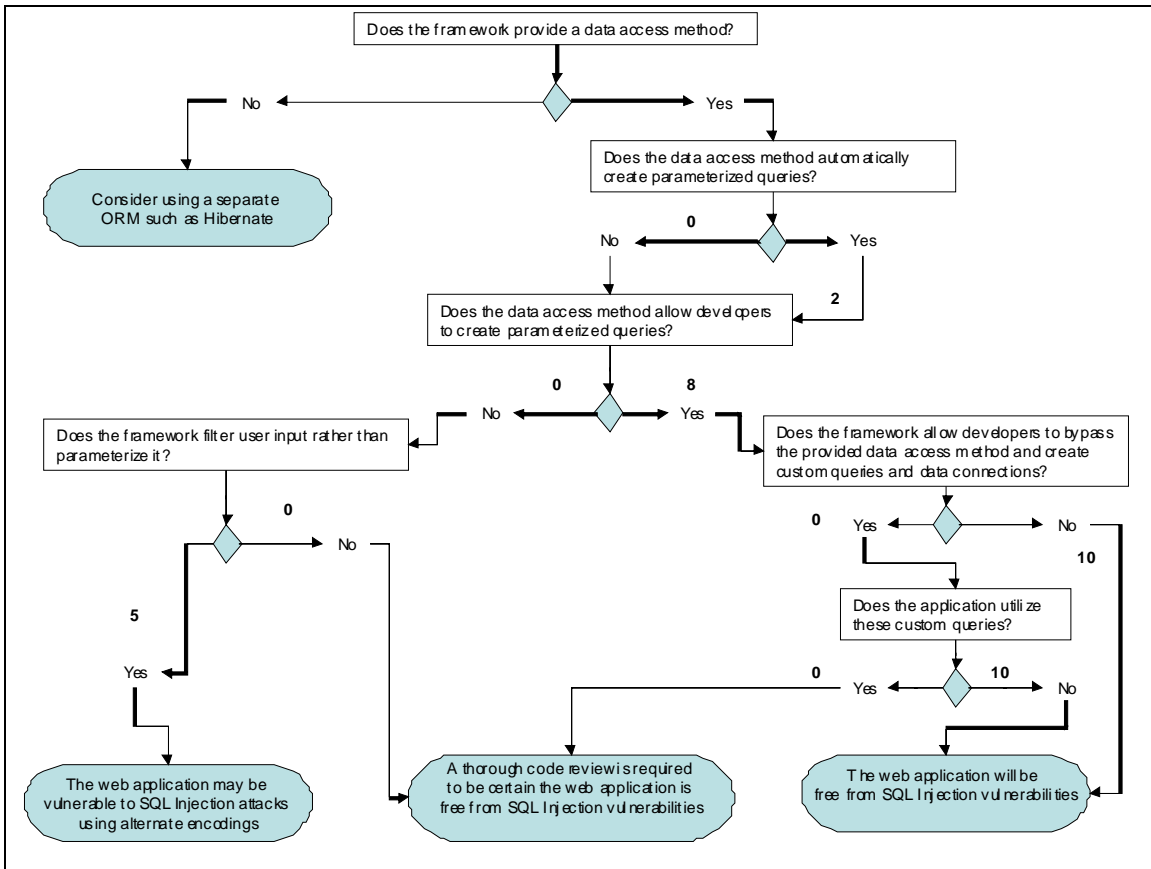 Does the framework provide a data access method?
No
Yes
Does the data access method automatically
create parameterized queries?
Consider using a separate
ORM such as Hibernate
0
No
Yes
2
Does the data access method allow developers
to create parameterized queries?
0
8
No
Yes
Does the framework filter user input rather than
parameterize it?
Does the framework allow developers to bypass
the provided data access method and create
custom queries and data connections?
0
0
Yes
No
No
10
5
Does the application utilize
these custom queries?
Yes
0
Yes
10
No
The web application may be
vulnerable to SQL Injection attacks
using alternate encodings
A thorough code review is required
to be certain the web application is
free from SQL Injection vulnerabilities
The web application will be
free from SQL Injection vulnerabilities